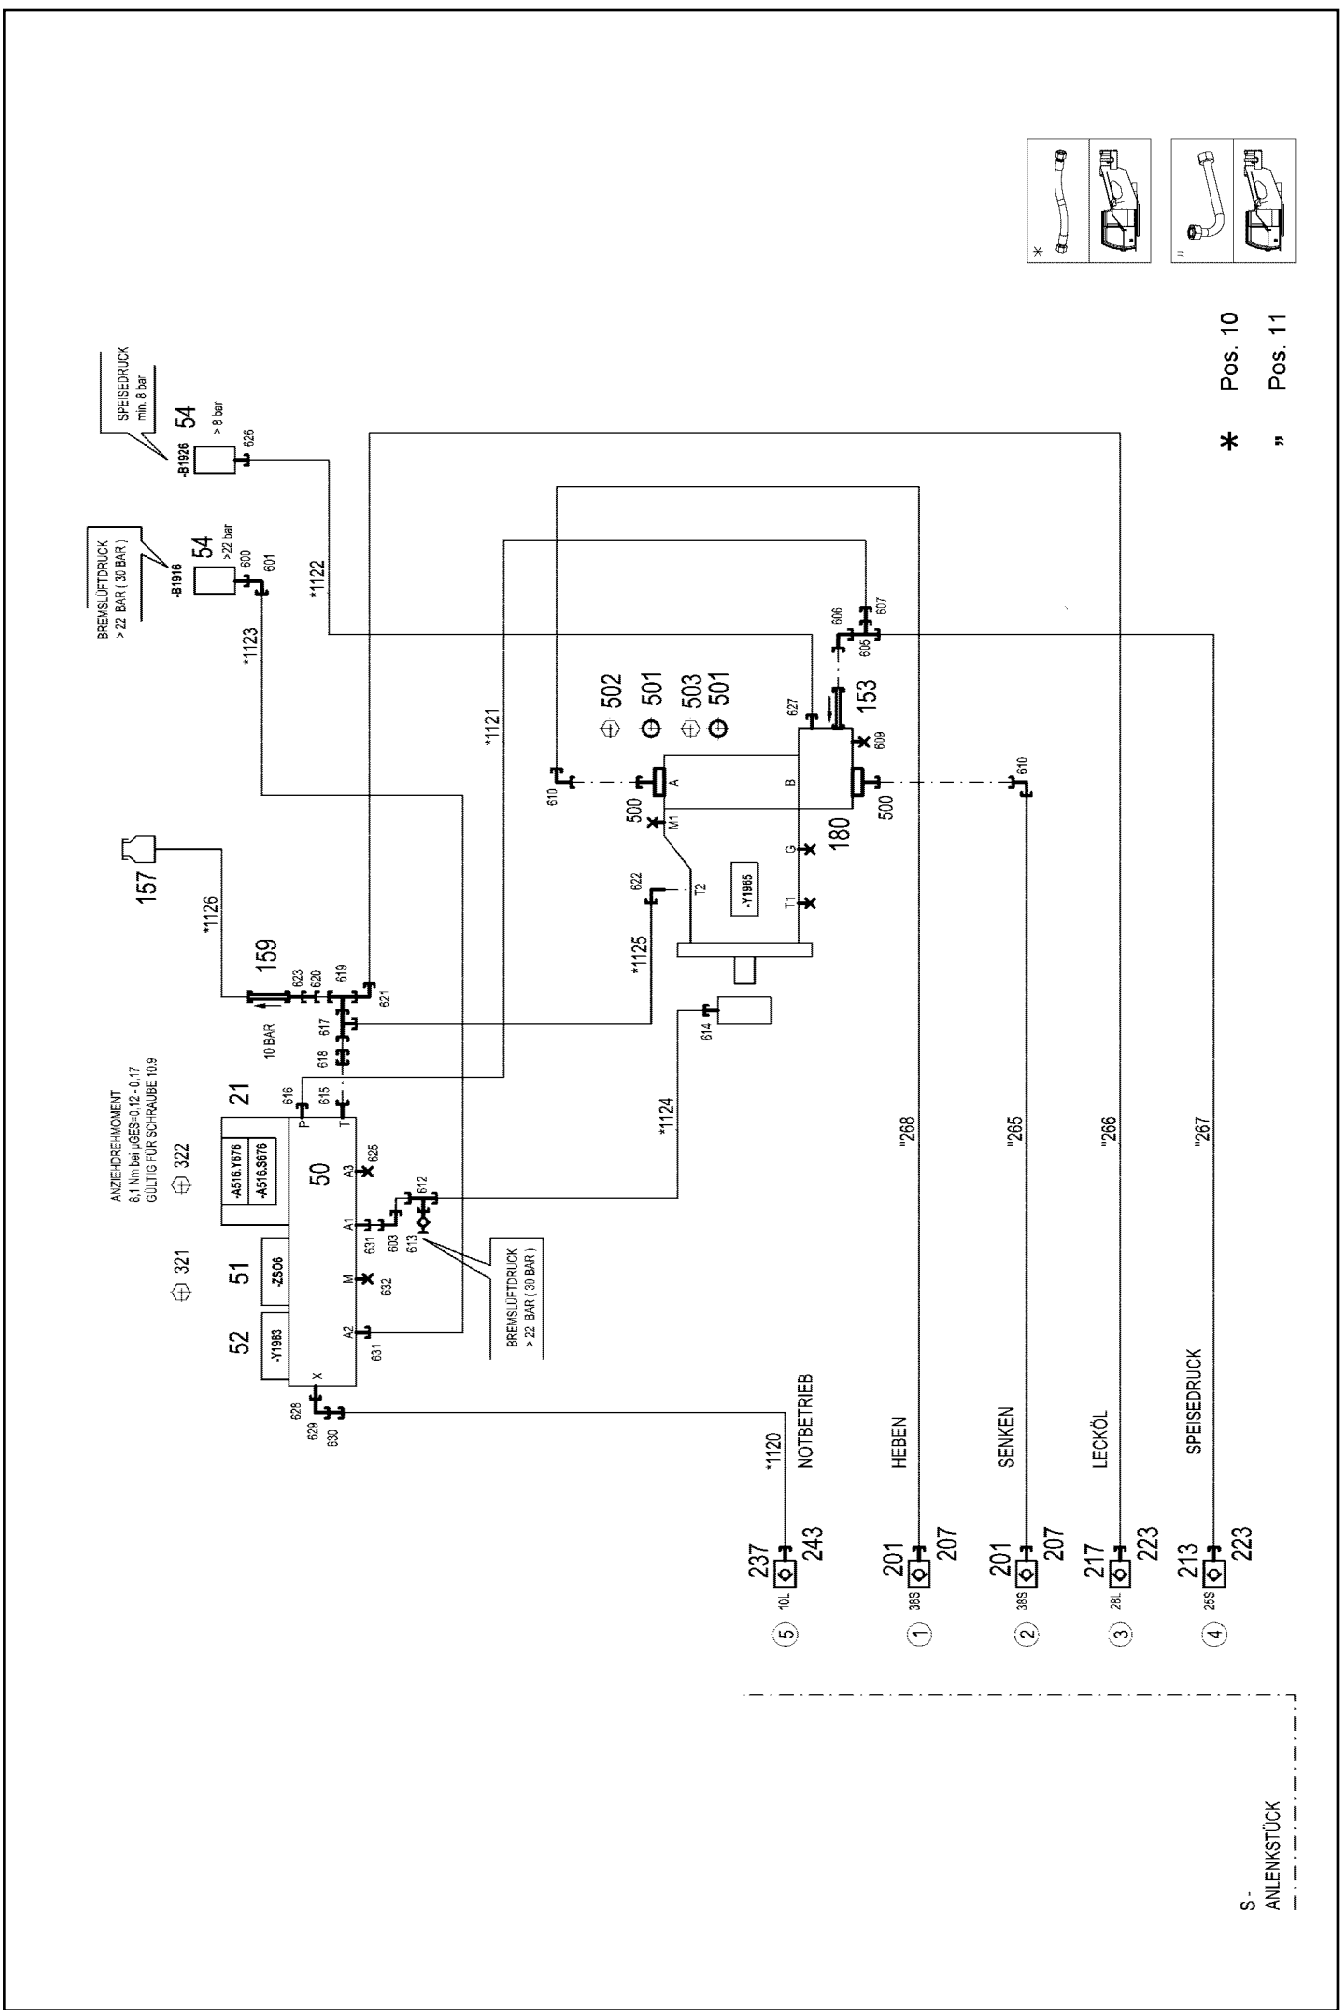 SPEISEDRUCK
min. 8 bar
-B1926
54
> 8 bar
626
BREMSLÜFTDRUCK
> 22 BAR ( 30 BAR )
-B1916
54
>22 bar
600
601
*1122
*1123
*1121
157
*1126
159
10 BAR
623
620
619
621
617
618
ANZIEHDREHMOMENT
6,1 Nm bei µGES=0,12 - 0,17
GÜLTIG FÜR SCHRAUBE 10.9
321
322
52
51
21
-Y1983
-ZSO6
-A516.Y676
-A516.S676
50
X
A2
M
A1
A3
P
T
616
615
625
631
632
631
603
613
612
628
629
630
BREMSLÜFTDRUCK
> 22 BAR ( 30 BAR )
*1124
*1125
614
622
T2
-Y1985
T1
G
180
M1
500
A
B
500
610
610
502
501
503
501
627
609
153
606
607
605
*1120
NOTBETRIEB
237
243
10L
5
"268
HEBEN
201
207
38S
1
"265
SENKEN
201
207
38S
2
"266
LECKÖL
217
223
28L
3
"267
SPEISEDRUCK
213
223
25S
4
S -
ANLENKSTÜCK
*
"
* Pos. 10
" Pos. 11